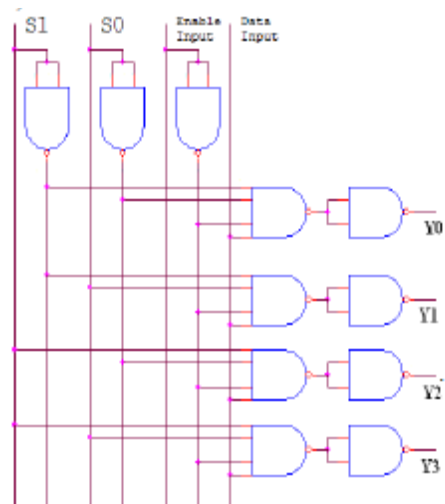 S1
S0
Enable
Input
Data
Input
Y0
Y1
Y2
Y3